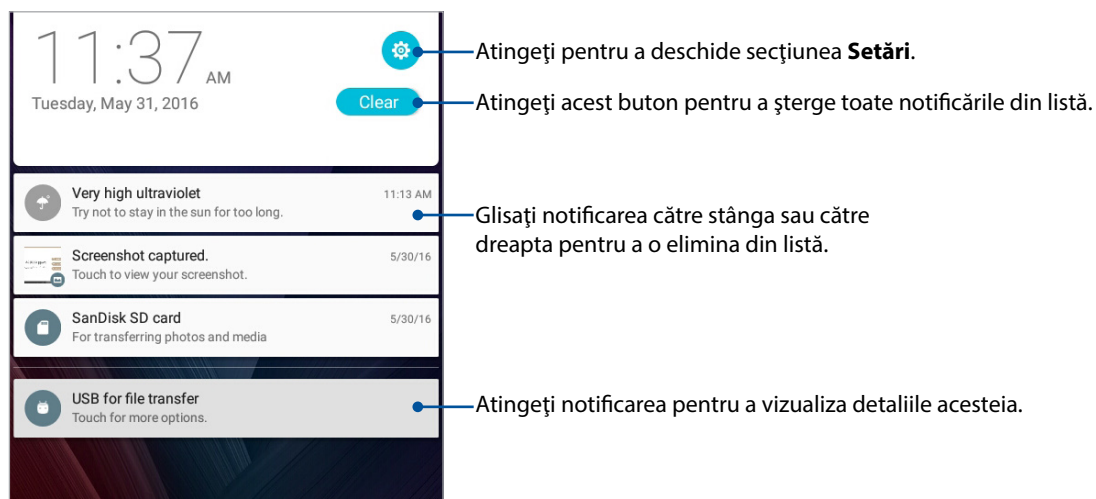 11:37 AM
Tuesday, May 31, 2016
Clear
Atingeţi pentru a deschide secţiunea Setări.
Atingeţi acest buton pentru a şterge toate notificările din listă.
Very high ultraviolet 11:13 AM
Try not to stay in the sun for too long.
Glisaţi notificarea către stânga sau către
dreapta pentru a o elimina din listă.
Screenshot captured. 5/30/16
Touch to view your screenshot.
SanDisk SD card 5/30/16
For transferring photos and media
USB for file transfer
Touch for more options.
Atingeţi notificarea pentru a vizualiza detaliile acesteia.